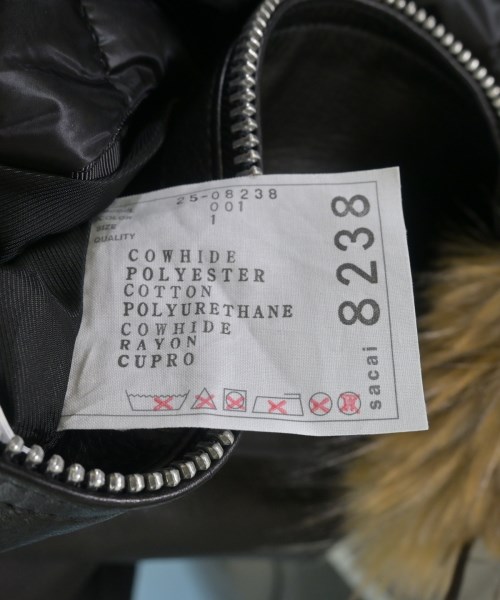 25-08238
001
SIZE 1
QUALITY
COWHIDE
POLYESTER
COTTON
POLYURETHANE
COWHIDE
RAYON
CUPRO
sacai 8238